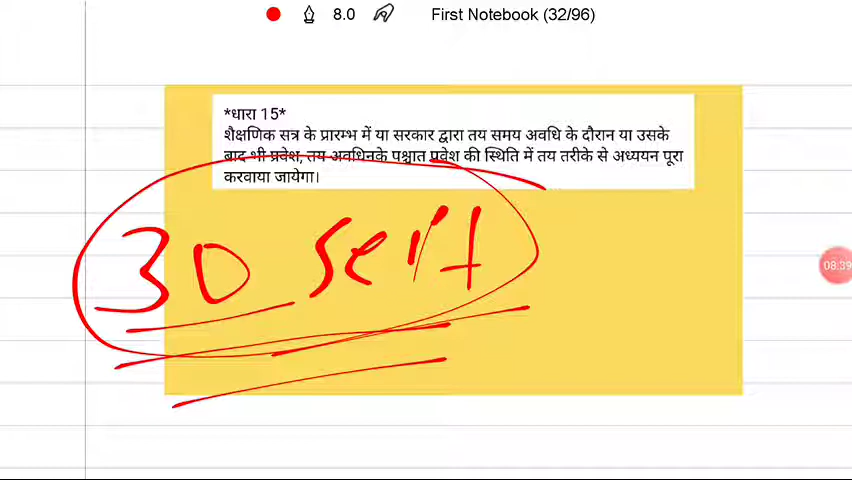 8.0 First Notebook (32/96)
*धारा 15*
शैक्षणिक सत्र के प्रारम्भ में या सरकार द्वारा तय समय अवधि के दौरान या उसके
बाद भी प्रवेश, तय अवधिनके पश्चात प्रवेश की स्थिति में तय तरीके से अध्ययन पूरा
करवाया जायेगा।
30 sept
08:39